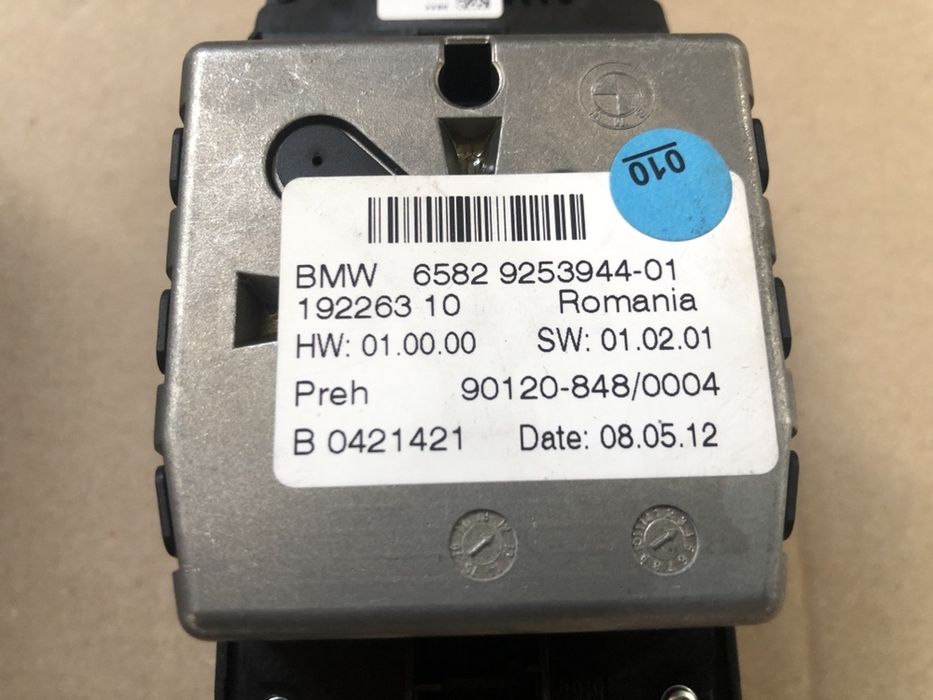 010
BMW 6582 9253944-01
192263 10 Romania
HW: 01.00.00 SW: 01.02.01
Preh 90120-848/0004
B 0421421 Date: 08.05.12